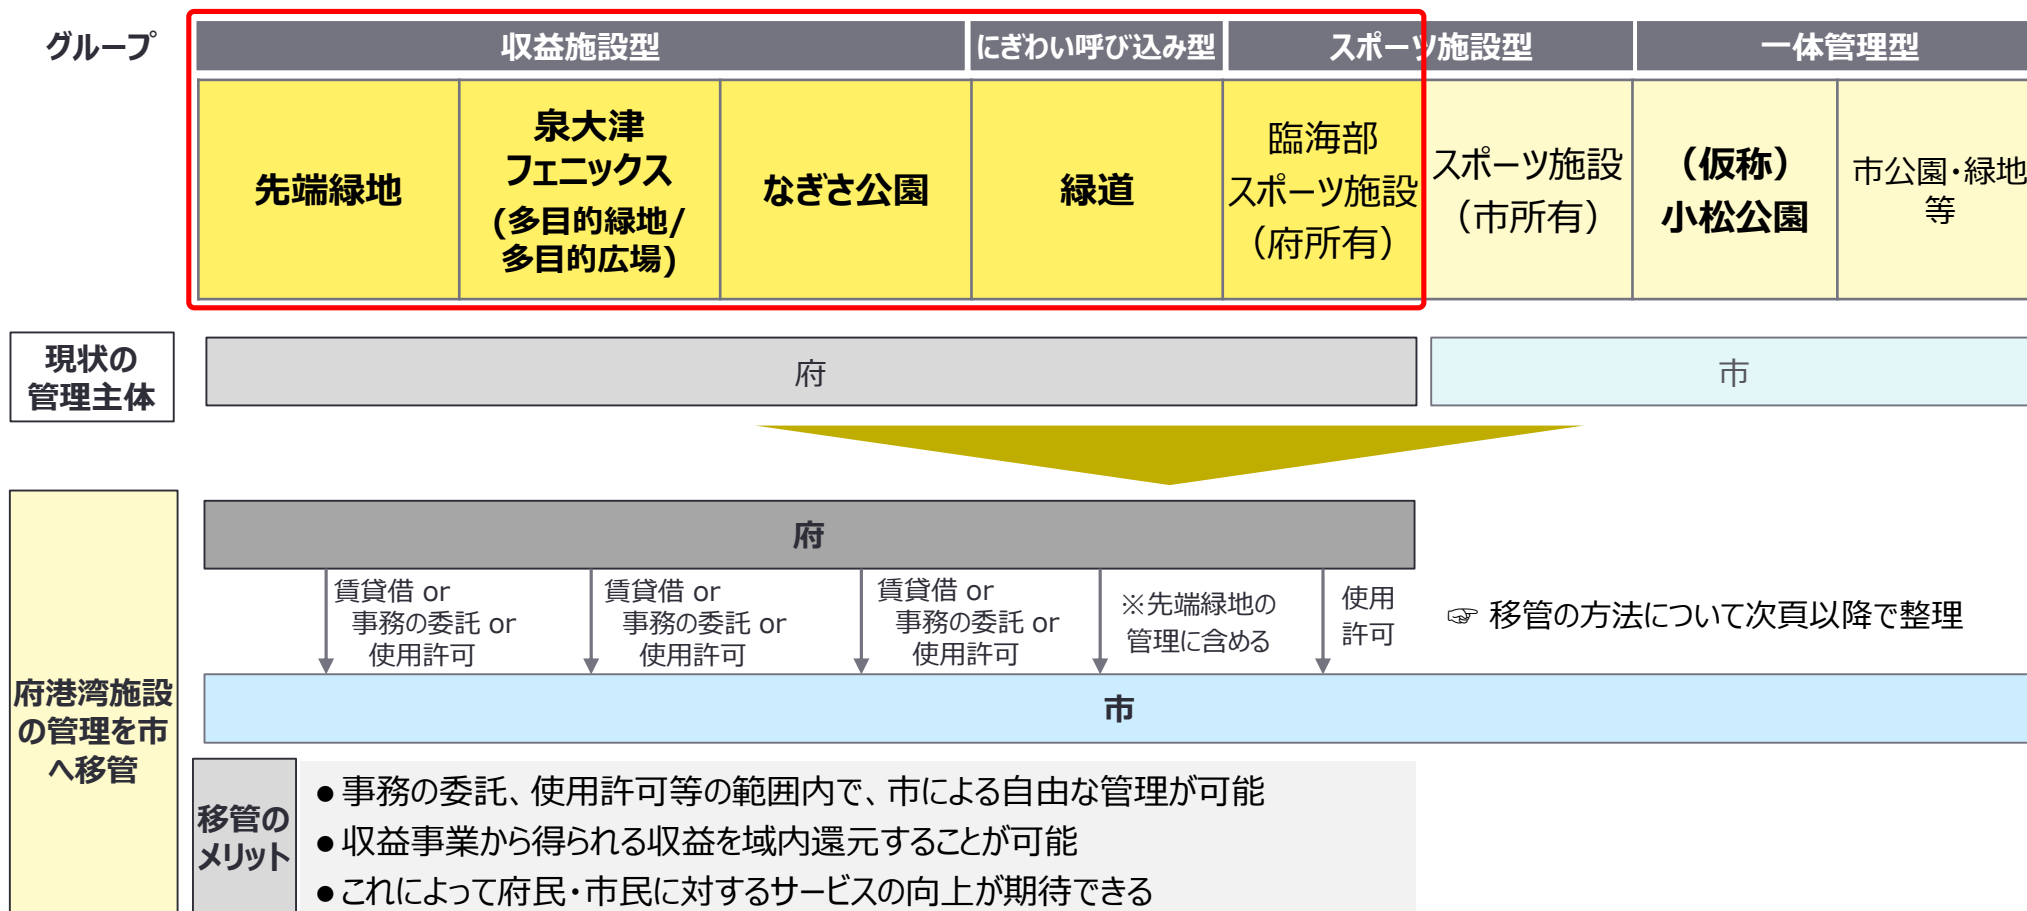 グループ
収益施設型
にぎわい呼び込み型
スポーツ施設型
一体管理型
先端緑地
泉大津
フェニックス
(多目的緑地/
多目的広場)
なぎさ公園
緑道
臨海部
スポーツ施設
（府所有）
スポーツ施設
（市所有）
（仮称）
小松公園
市公園・緑地
等
現状の
管理主体
府
市
府港湾施設
の管理を市
へ移管
府
賃貸借 or
事務の委託 or
使用許可
賃貸借 or
事務の委託 or
使用許可
賃貸借 or
事務の委託 or
使用許可
※先端緑地の
管理に含める
使用
許可
☞ 移管の方法について次頁以降で整理
市
移管の
メリット
●事務の委託、使用許可等の範囲内で、市による自由な管理が可能
●収益事業から得られる収益を域内還元することが可能
●これによって府民・市民に対するサービスの向上が期待できる